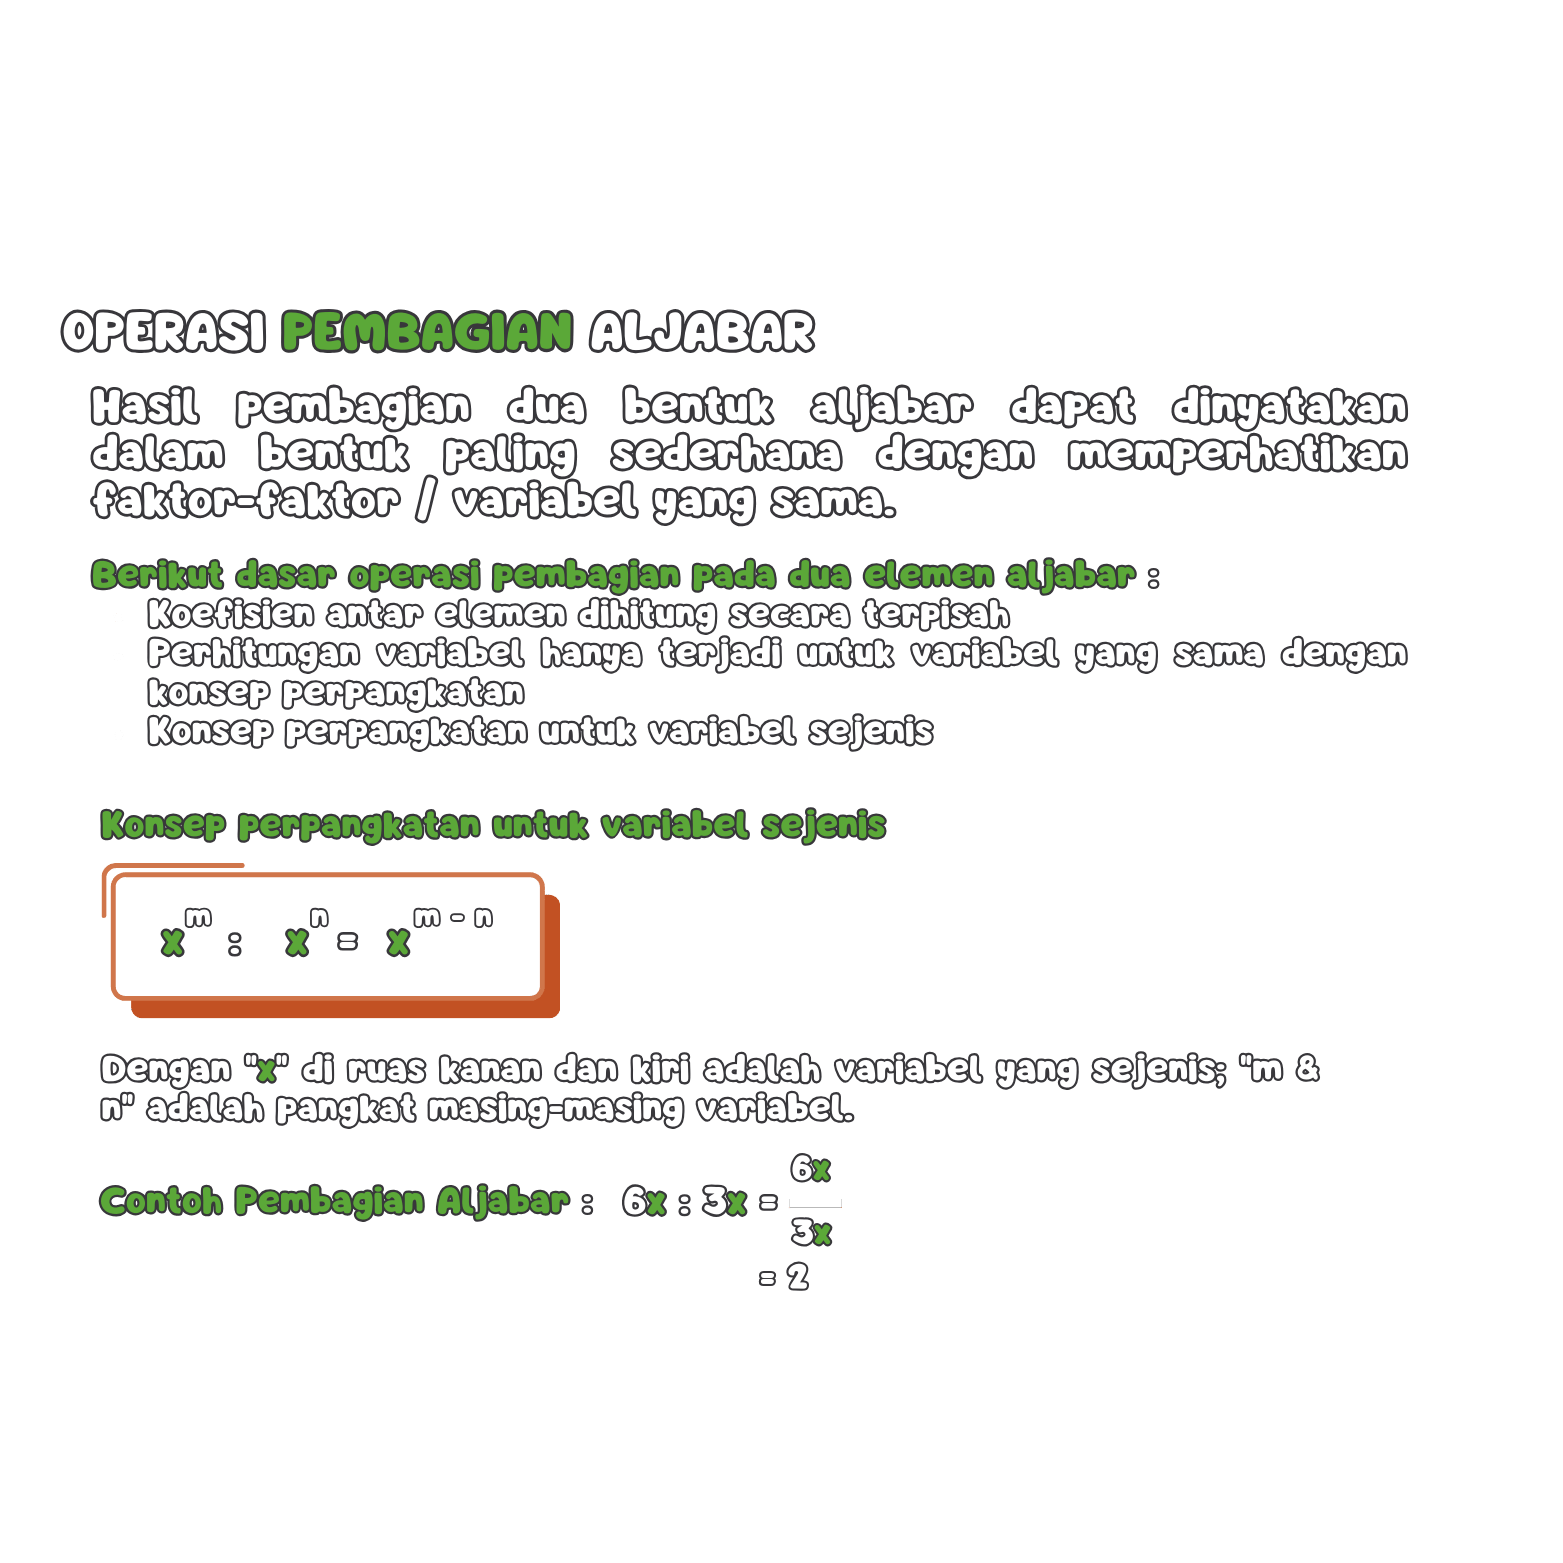 OPERASI PEMBAGIAN ALJABAR
Hasil pembagian dua bentuk aljabar dapat dinyatakan
dalam bentuk paling sederhana dengan memperhatikan
faktor-faktor / variabel yang sama.
Berikut dasar operasi pembagian pada dua elemen aljabar :
Koefisien antar elemen dihitung secara terpisah
Perhitungan variabel hanya terjadi untuk variabel yang sama dengan
konsep perpangkatan
Konsep perpangkatan untuk variabel sejenis
Konsep perpangkatan untuk variabel sejenis
x^m : x^n = x^(m - n)
Dengan "x" di ruas kanan dan kiri adalah variabel yang sejenis; "m &
n" adalah pangkat masing-masing variabel.
Contoh Pembagian Aljabar : 6x : 3x = 6x
3x
= 2